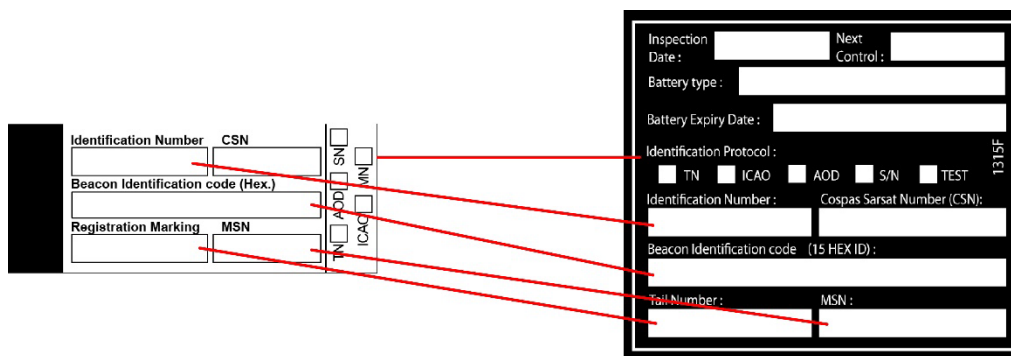 Identification Number CSN
Beacon Identification code (Hex.)
Registration Marking MSN
TN AOD SN
ICAO MN
Inspection Date : Next Control :
Battery type :
Battery Expiry Date :
Identification Protocol :
TN ICAO AOD S/N TEST
1315F
Identification Number : Cospas Sarsat Number (CSN):
Beacon Identification code (15 HEX ID) :
Tail Number : MSN :